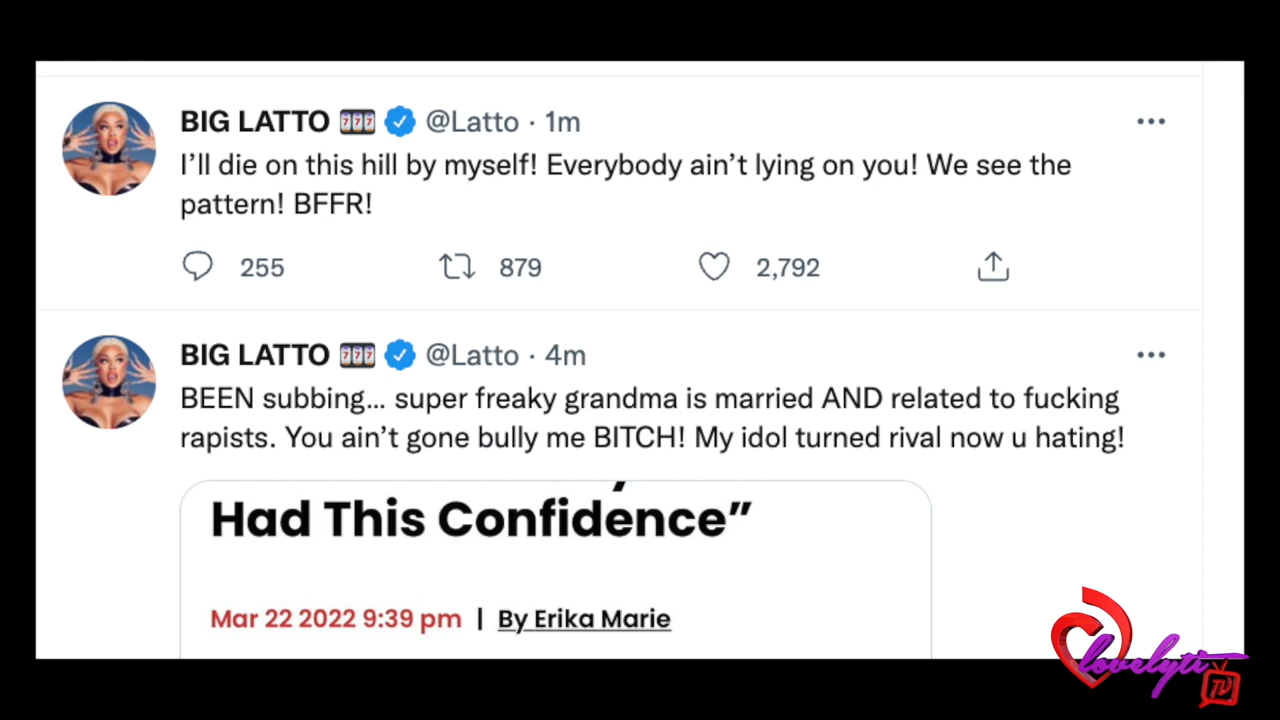 BIG LATTO 🎰 @Latto · 1m
I’ll die on this hill by myself! Everybody ain’t lying on you! We see the
pattern! BFFR!
255 879 2,792
BIG LATTO 🎰 @Latto · 4m
BEEN subbing... super freaky grandma is married AND related to fucking
rapists. You ain’t gone bully me BITCH! My idol turned rival now u hating!
Had This Confidence”
Mar 22 2022 9:39 pm | By Erika Marie
lovelyti
TV